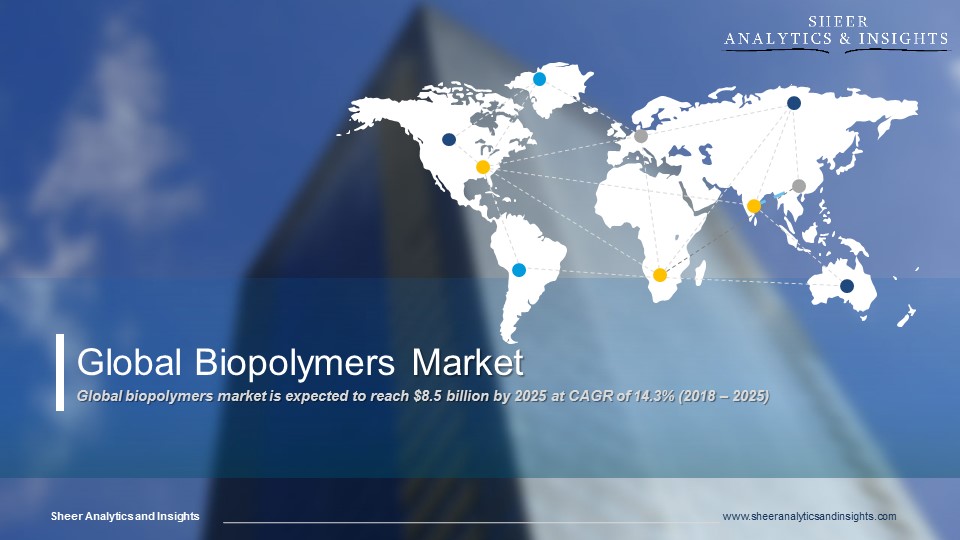 SHEER
ANALYTICS & INSIGHTS
Global Biopolymers Market
Global biopolymers market is expected to reach $8.5 billion by 2025 at CAGR of 14.3% (2018 – 2025)
Sheer Analytics and Insights
www.sheeranalyticsandinsights.com